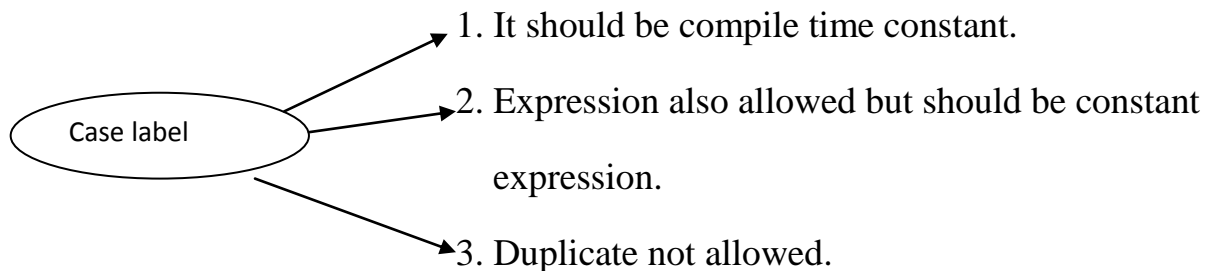 1. It should be compile time constant.
Case label
2. Expression also allowed but should be constant
expression.
3. Duplicate not allowed.